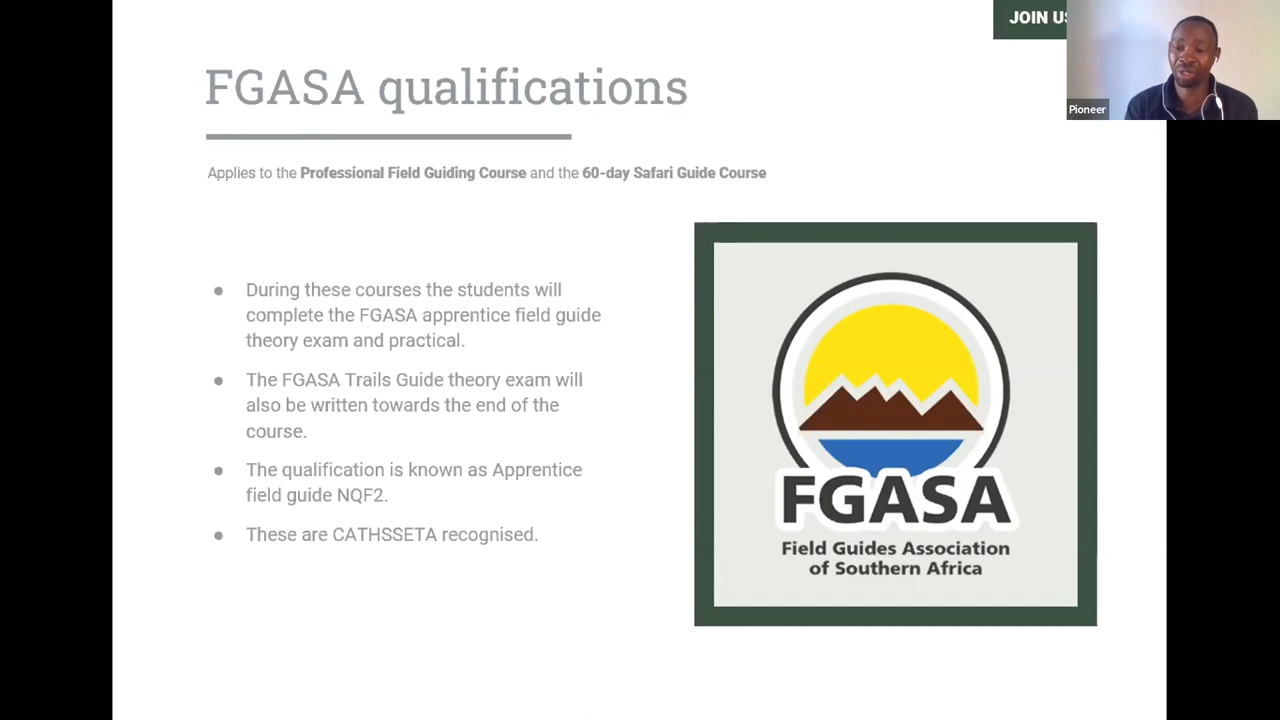 JOIN US
Pioneer
FGASA qualifications
Applies to the Professional Field Guiding Course and the 60-day Safari Guide Course
● During these courses the students will
complete the FGASA apprentice field guide
theory exam and practical.
● The FGASA Trails Guide theory exam will
also be written towards the end of the
course.
● The qualification is known as Apprentice
field guide NQF2.
● These are CATHSSETA recognised.
FGASA
Field Guides Association
of Southern Africa